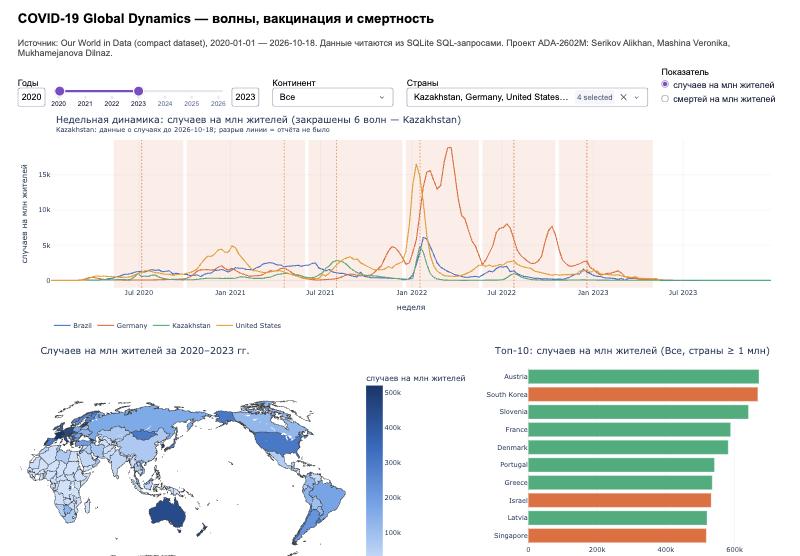 COVID-19 Global Dynamics — волны, вакцинация и смертность
Источник: Our World in Data (compact dataset), 2020-01-01 — 2026-10-18. Данные читаются из SQLite SQL-запросами. Проект ADA-2602M: Serikov Alikhan, Mashina Veronika,
Mukhamejanova Dilnaz.
Годы
2020
2020 2021 2022 2023 2024 2025 2026
2023
Континент
Все
Страны
Kazakhstan, Germany, United States... 4 selected
Показатель
случаев на млн жителей
смертей на млн жителей
Недельная динамика: случаев на млн жителей (закрашены 6 волн — Kazakhstan)
Kazakhstan: данные о случаях до 2026-10-18; разрыв линии = отчёта не было
случаев на млн жителей
15k
10k
5k
0
Jul 2020 Jan 2021 Jul 2021 Jan 2022 Jul 2022 Jan 2023 Jul 2023
неделя
Brazil Germany Kazakhstan United States
Случаев на млн жителей за 2020–2023 гг.
случаев на млн жителей
500k
400k
300k
200k
100k
Топ-10: случаев на млн жителей (Все, страны ≥ 1 млн)
Austria
South Korea
Slovenia
France
Denmark
Portugal
Greece
Israel
Latvia
Singapore
0 200k 400k 600k